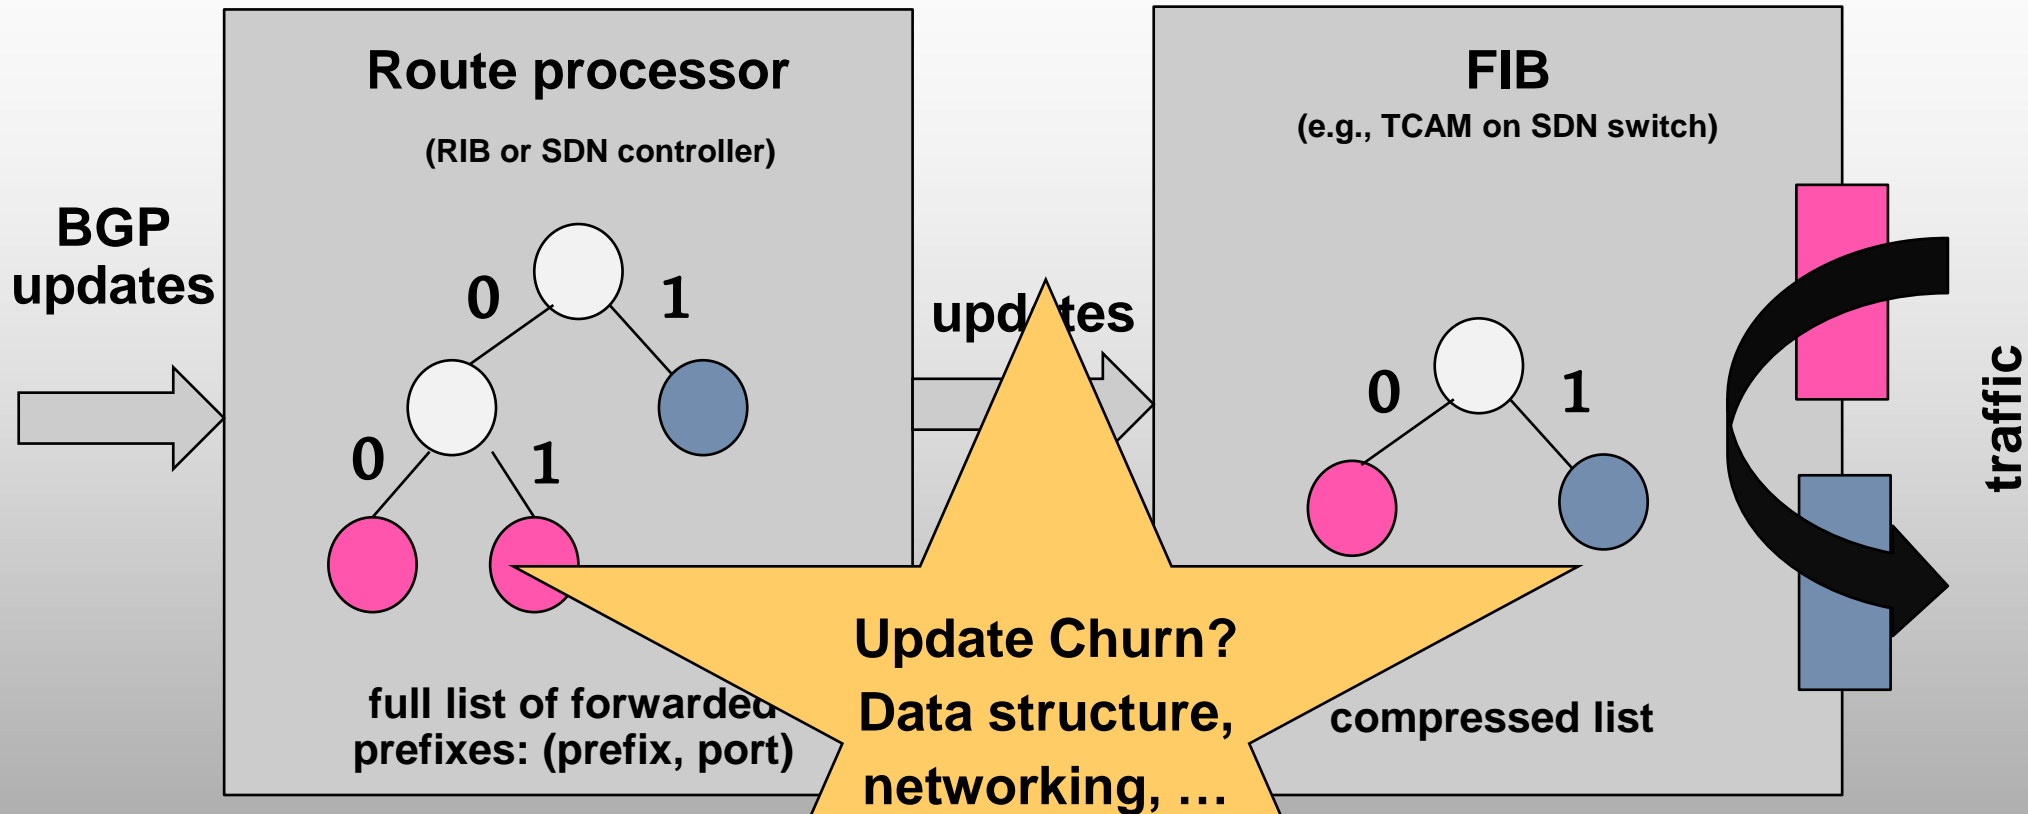 Route processor
(RIB or SDN controller)
FIB
(e.g., TCAM on SDN switch)
BGP
updates
0
1
0
1
full list of forwarded
prefixes: (prefix, port)
updates
0
1
compressed list
traffic
Update Churn?
Data structure,
networking, …